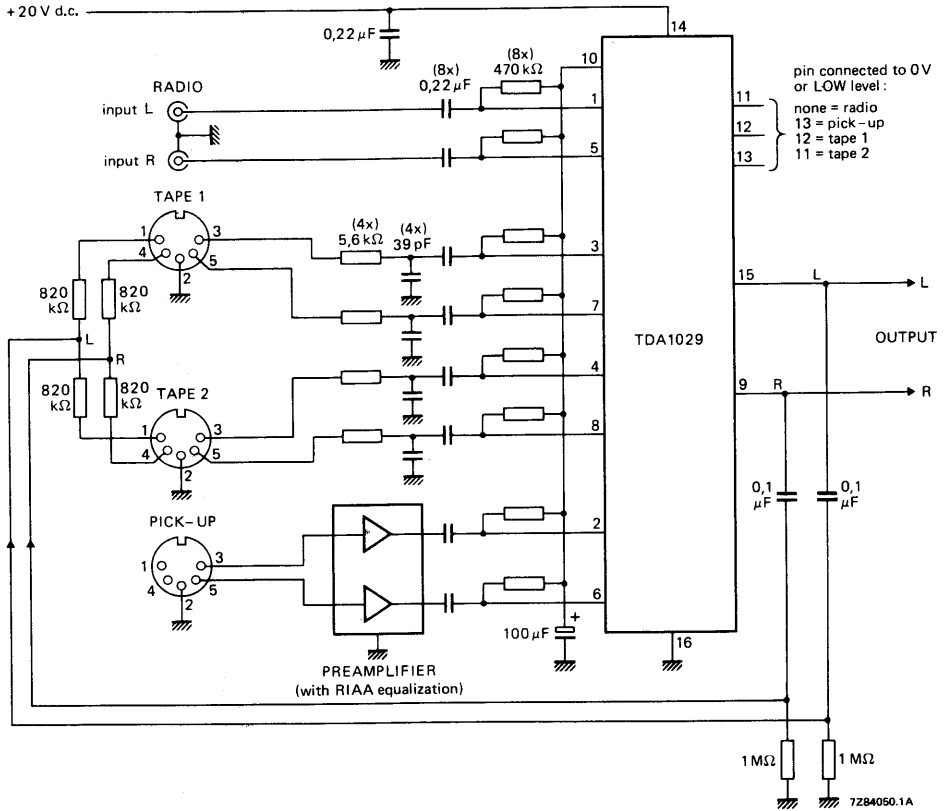 + 20 V d.c.
0,22 μF
14
RADIO
input L
input R
(8x)
0,22 μF
(8x)
470 kΩ
10
1
5
pin connected to 0 V
or LOW level :
11
12
13
none = radio
13 = pick-up
12 = tape 1
11 = tape 2
TAPE 1
1
4
2
3
5
(4x)
5,6 kΩ
(4x)
39 pF
3
7
820
kΩ
820
kΩ
L
R
820
kΩ
820
kΩ
TAPE 2
1
4
2
3
5
4
8
TDA1029
15
L
L
OUTPUT
9
R
R
0,1
μF
0,1
μF
PICK-UP
1
4
2
3
5
2
6
100 μF
+
16
PREAMPLIFIER
(with RIAA equalization)
1 MΩ
1 MΩ
7Z84050.1A